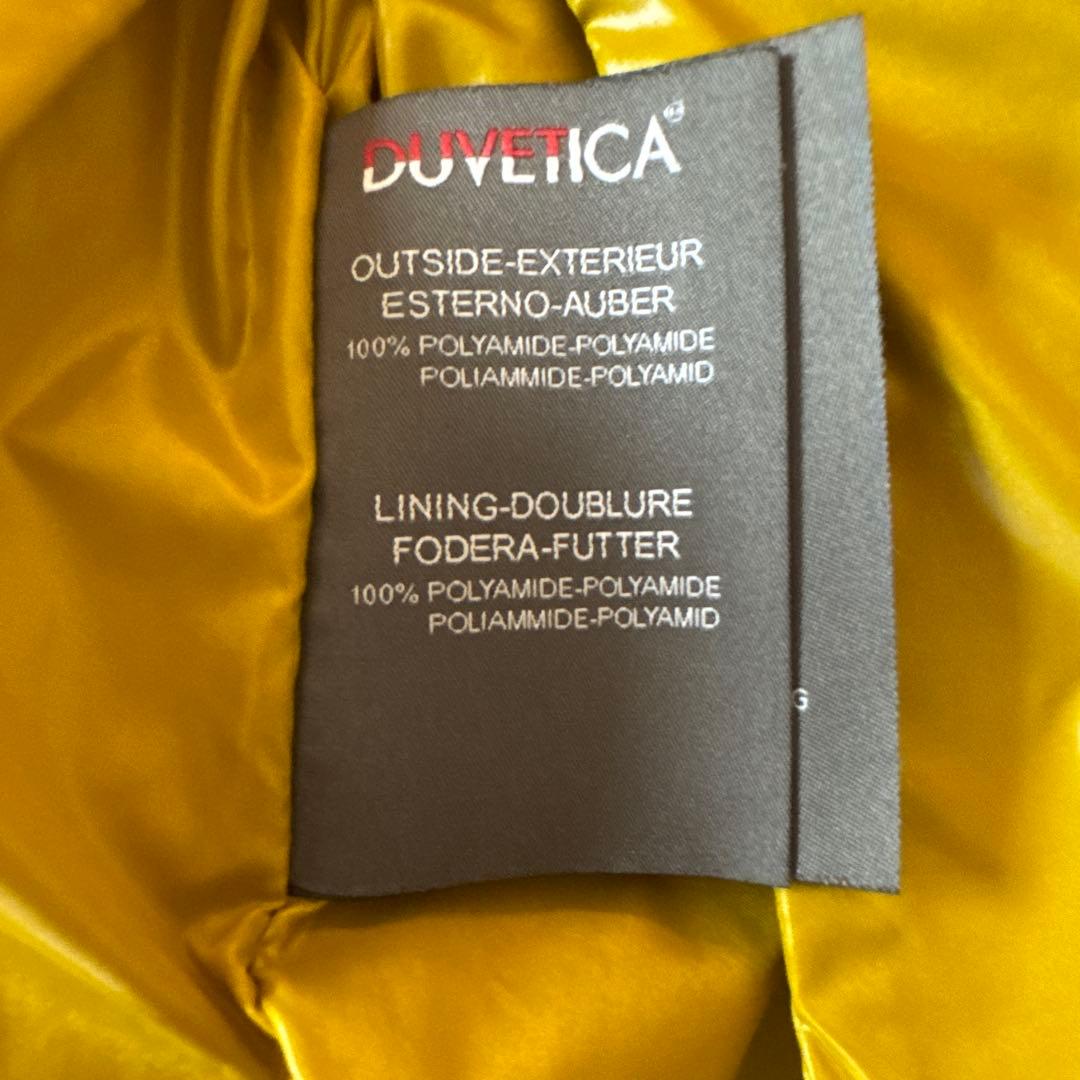 DUVETICA
OUTSIDE-EXTERIEUR
ESTERNO-AUBER
100% POLYAMIDE-POLYAMIDE
POLIAMMIDE-POLYAMID
LINING-DOUBLURE
FODERA-FUTTER
100% POLYAMIDE-POLYAMIDE
POLIAMMIDE-POLYAMID
G